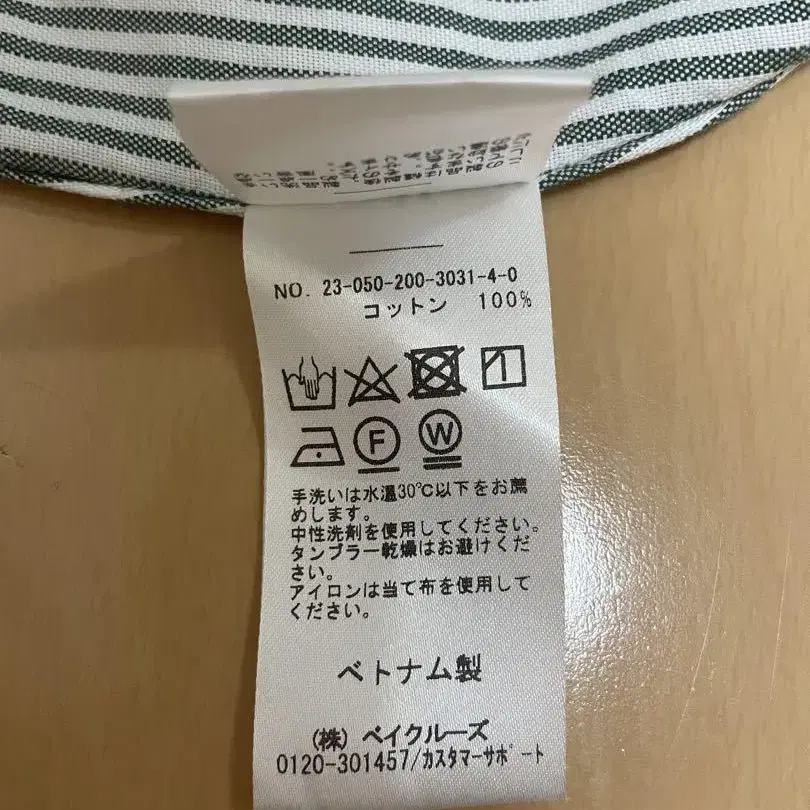 NO. 23-050-200-3031-4-0
コットン 100%
F W
手洗いは水温30℃以下をお薦
めします。
中性洗剤を使用してください。
タンブラー乾燥はお避けくだ
さい。
アイロンは当て布を使用して
ください。
ベトナム製
(株) ベイクルーズ
0120-301457/カスタマーサポート